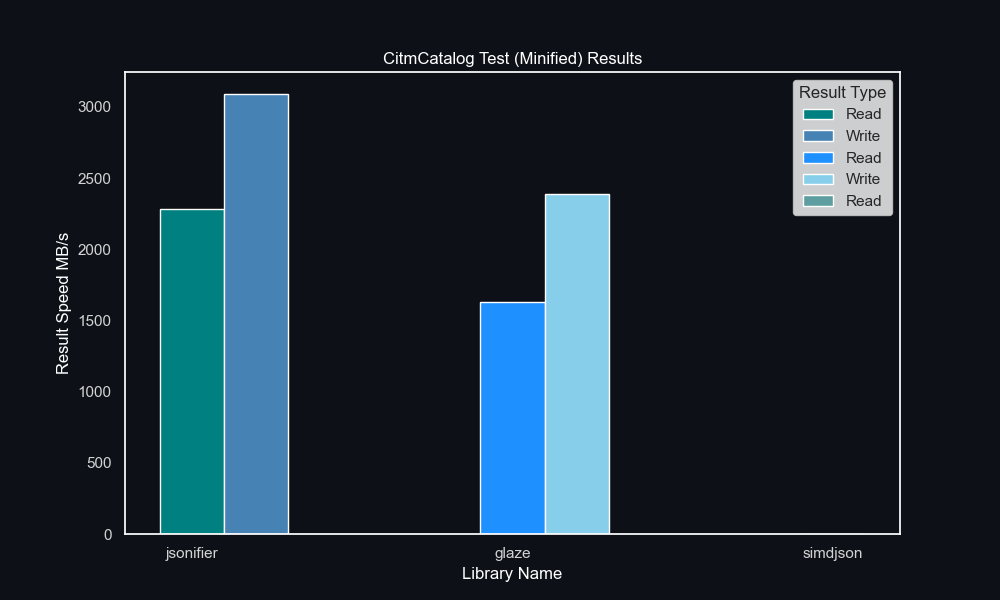 CitmCatalog Test (Minified) Results
Result Type
Read
Write
Read
Write
Read
3000
2500
2000
1500
1000
500
0
Result Speed MB/s
jsonifier
glaze
simdjson
Library Name